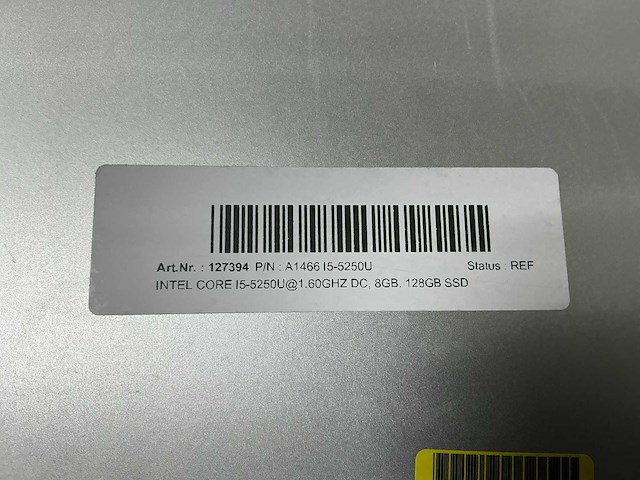 Art.Nr. : 127394 P/N : A1466 I5-5250U Status : REF
INTEL CORE I5-5250U@1.60GHZ DC, 8GB, 128GB SSD